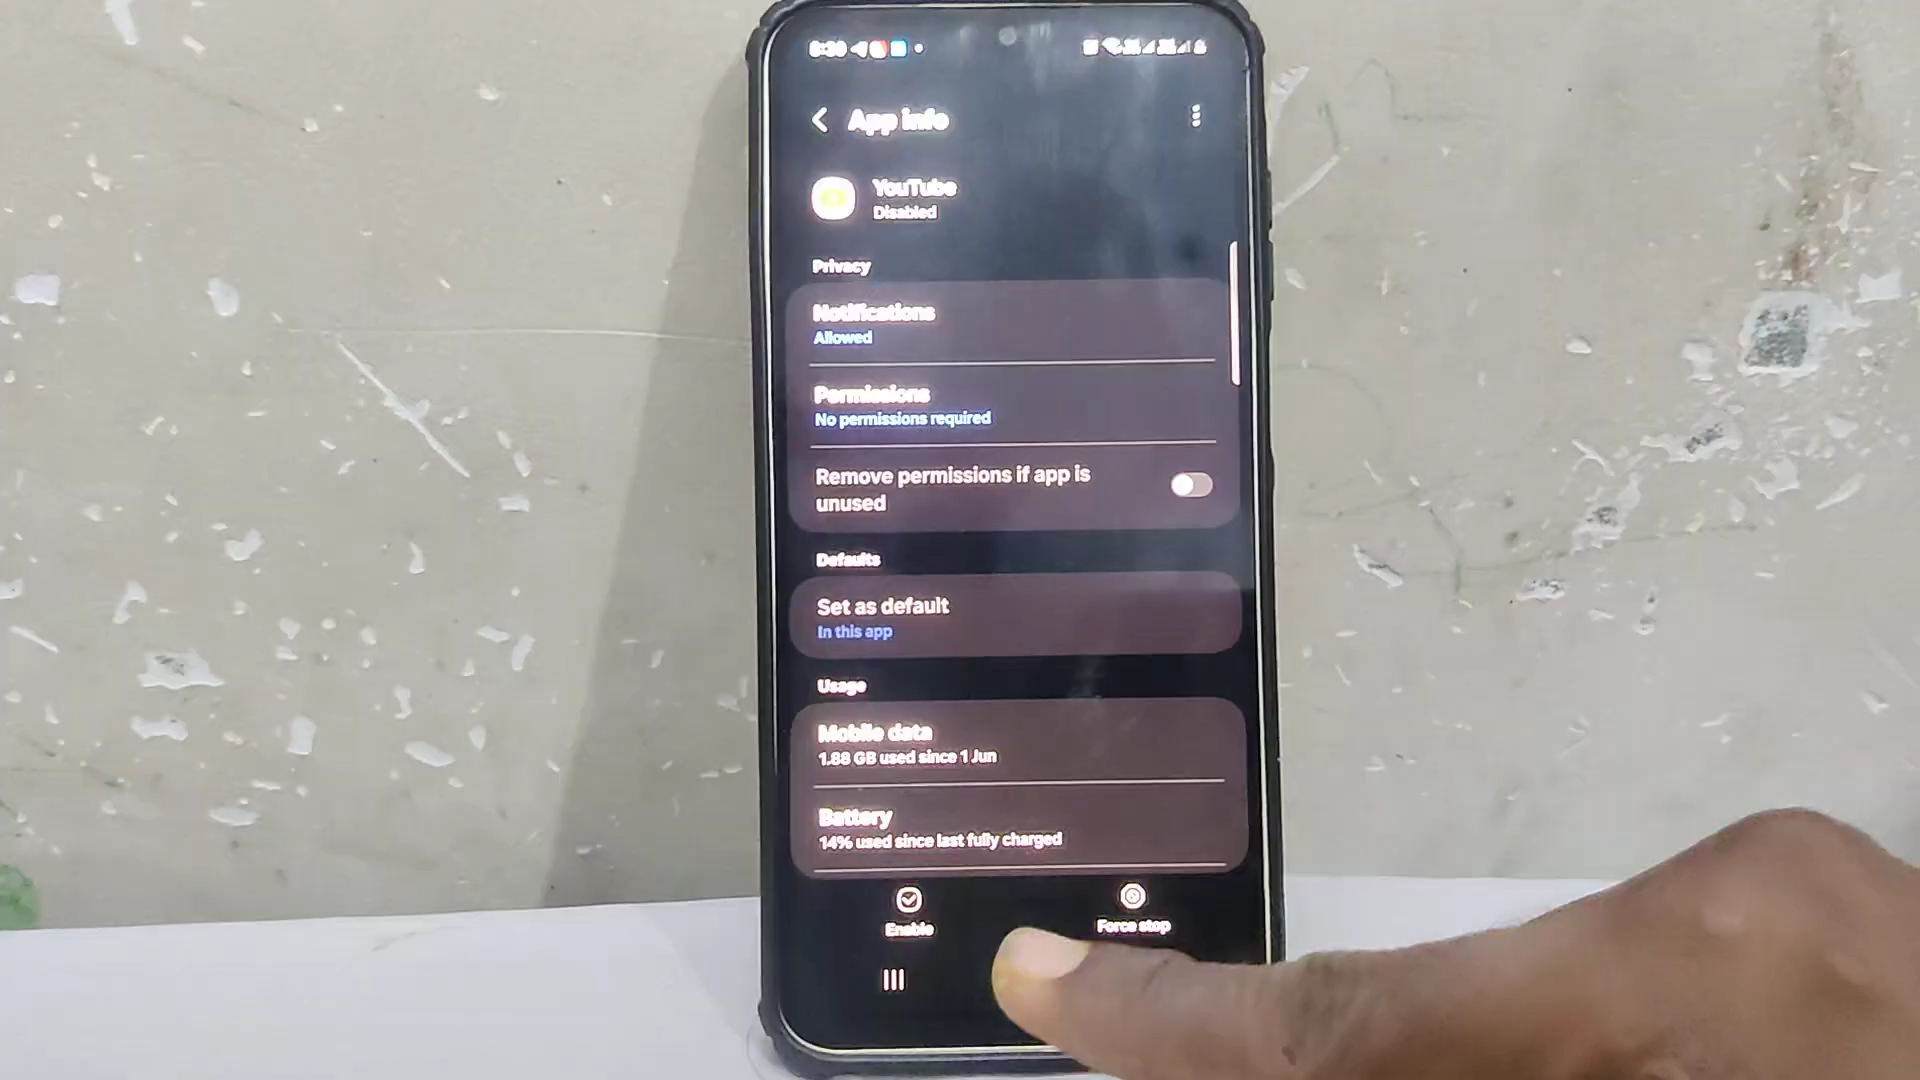 App info
YouTube
Disabled
Privacy
Notifications
Allowed
Permissions
No permissions required
Remove permissions if app is
unused
Defaults
Set as default
In this app
Usage
Mobile data
1.88 GB used since 1 Jun
Battery
14% used since last fully charged
Enable
Force stop